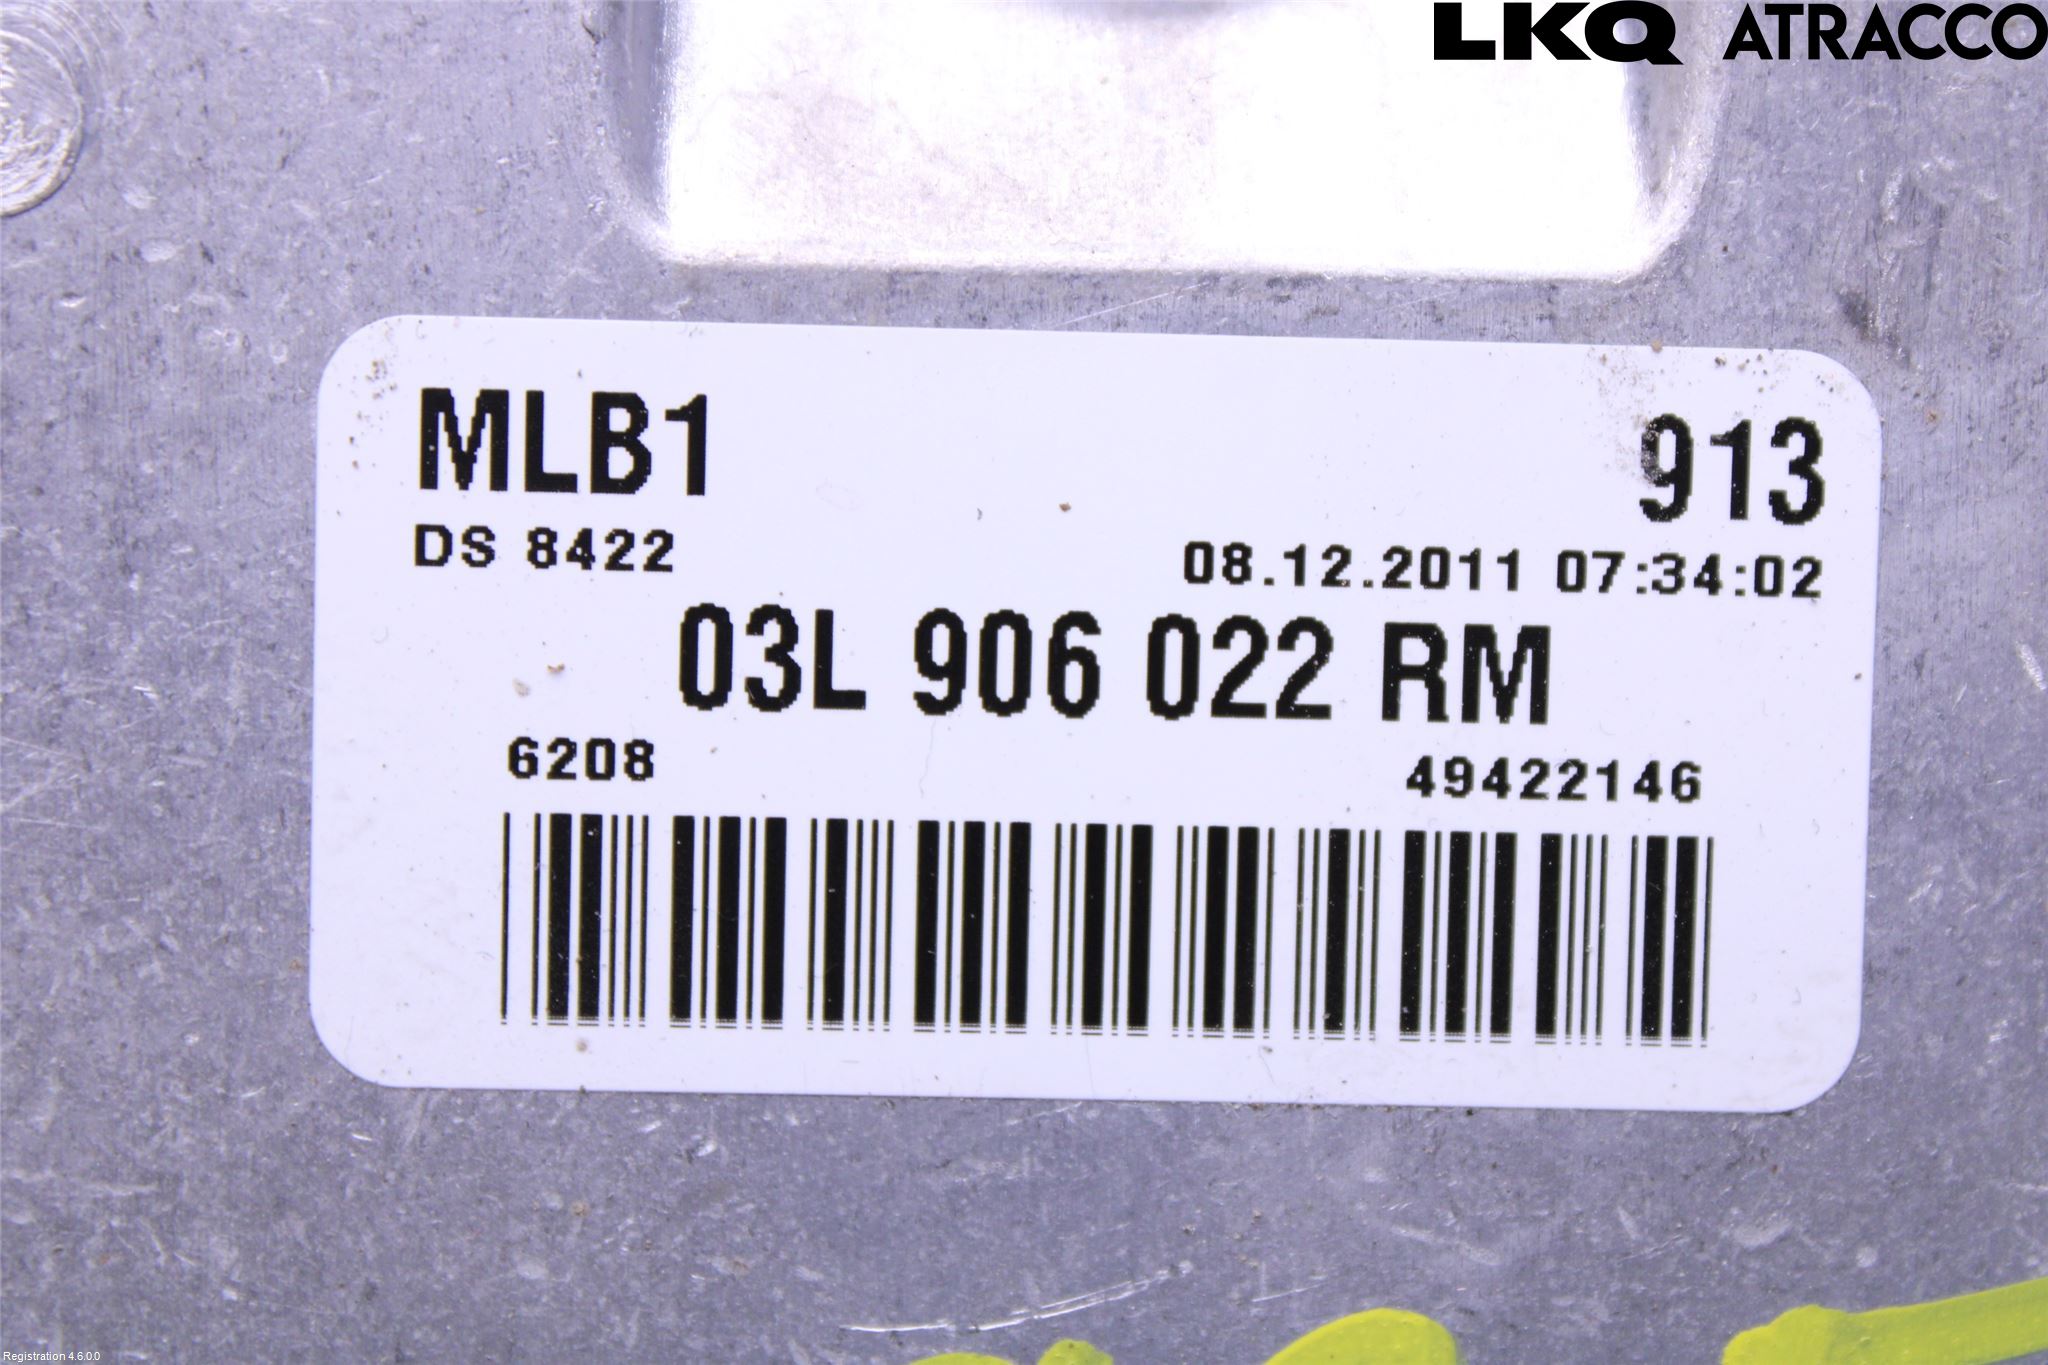 LKQ ATRACCO
MLB1 913
DS 8422 08.12.2011 07:34:02
03L 906 022 RM
6208 49422146
Registration 4.6.0.0